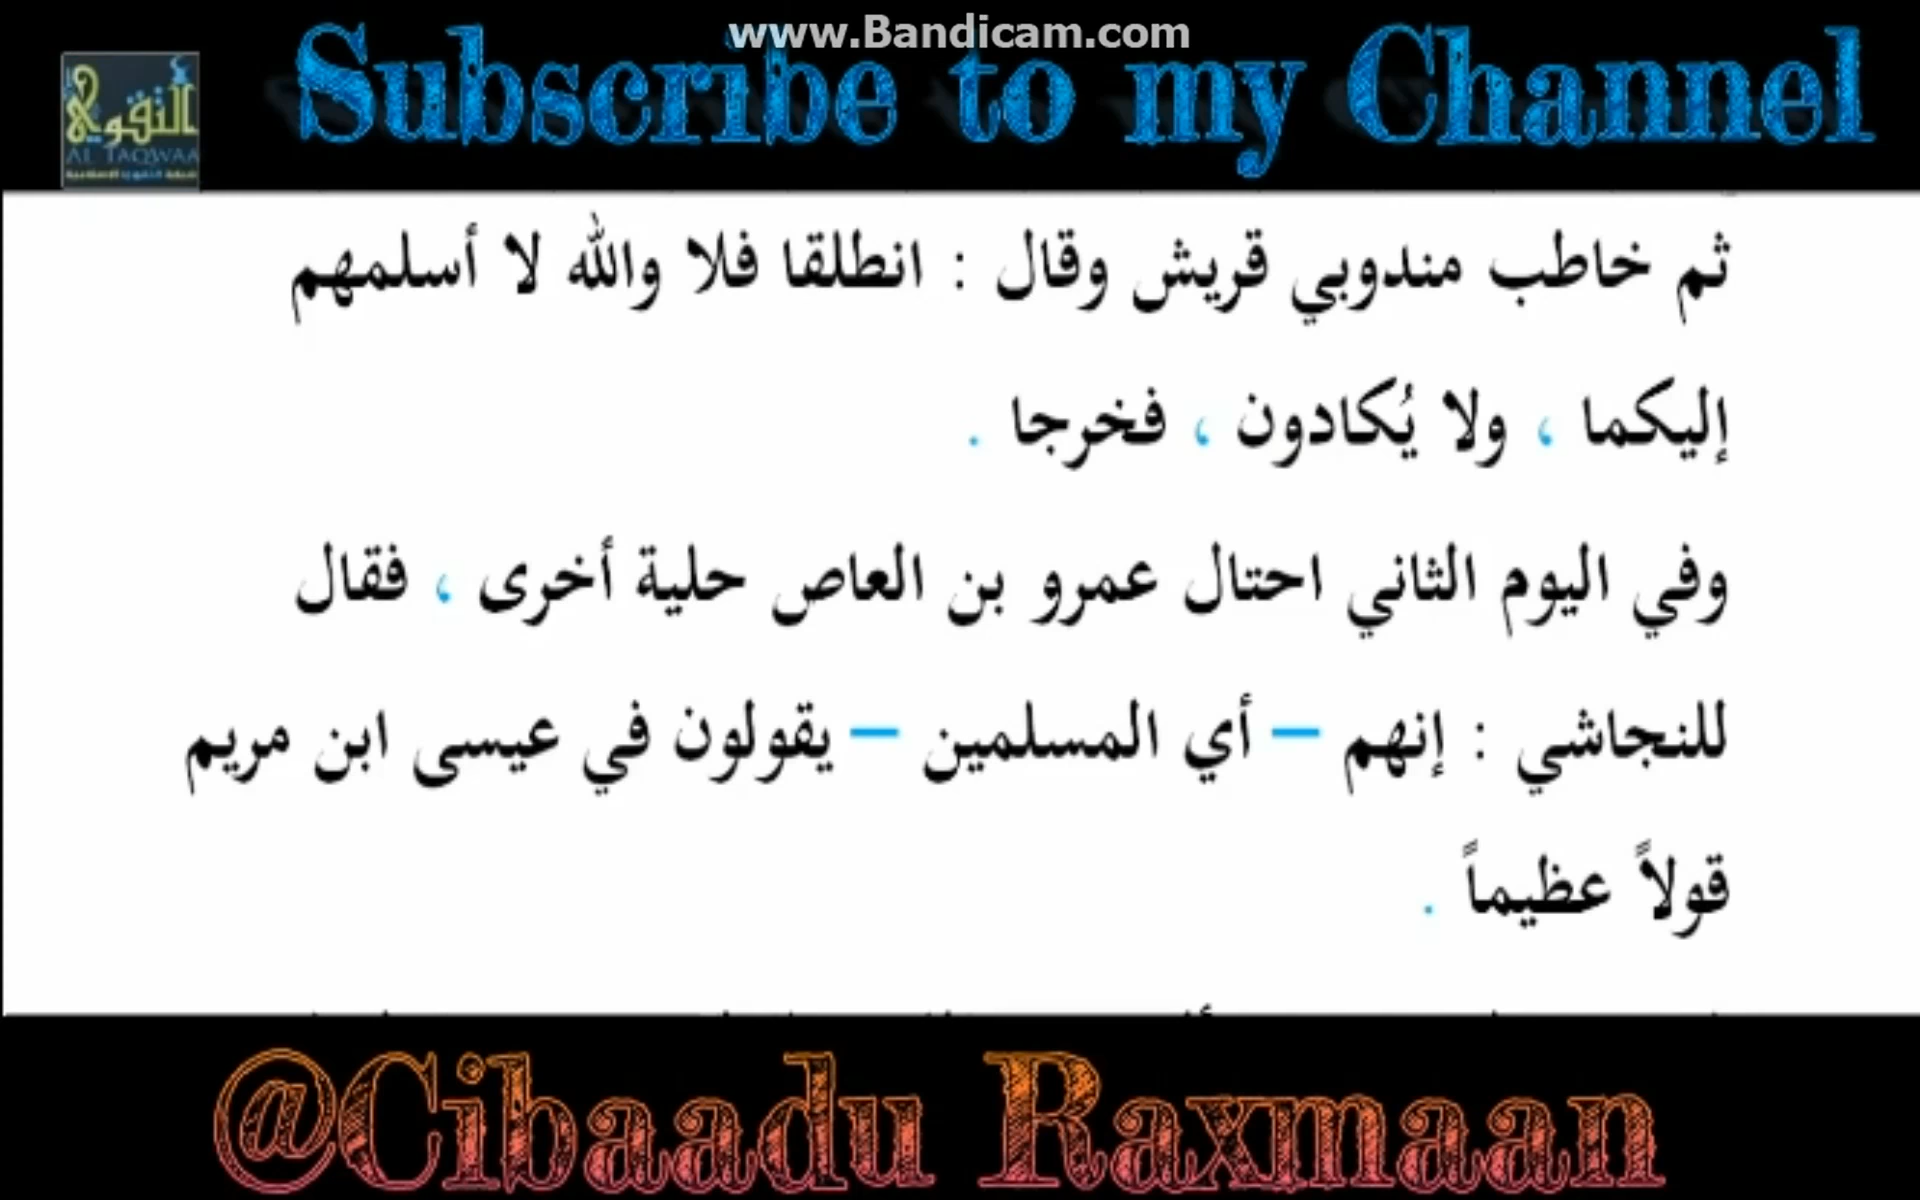 www.Bandicam.com
Subscribe to my Channel
التقوى
AL TAQWAA
ثم خاطب مندوبي قريش وقال : انطلقا فلا والله لا أسلمهم
إليكما ، ولا يُكادون ، فخرجا .
وفي اليوم الثاني احتال عمرو بن العاص حلية أخرى ، فقال
للنجاشي : إنهم – أي المسلمين – يقولون في عيسى ابن مريم
قولاً عظيماً .
@Cibaadu Raxmaan